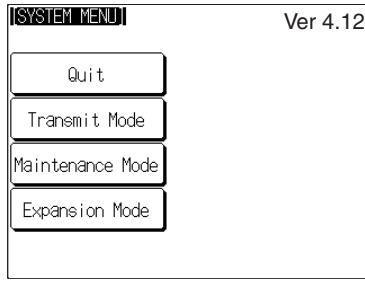 [SYSTEM MENU]
Ver 4.12
Quit
Transmit Mode
Maintenance Mode
Expansion Mode